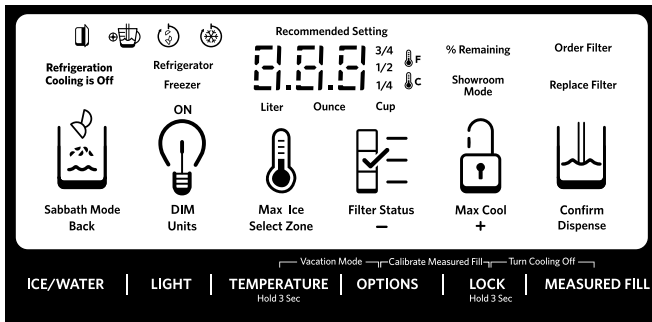 Recommended Setting
Refrigeration
Cooling is Off
Refrigerator
Freezer
8.8.8
3/4
1/2
1/4
F
C
% Remaining
Showroom
Mode
Order Filter
Replace Filter
Liter Ounce Cup
ON
Sabbath Mode
Back
DIM
Units
Max Ice
Select Zone
Filter Status
–
Max Cool
+
Confirm
Dispense
Vacation Mode Calibrate Measured Fill Turn Cooling Off
ICE/WATER | LIGHT | TEMPERATURE | OPTIONS | LOCK | MEASURED FILL
Hold 3 Sec Hold 3 Sec